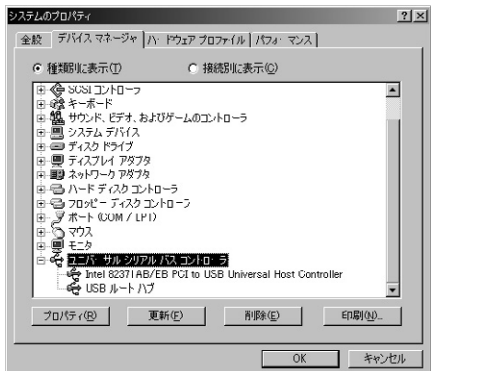 システムのプロパティ
全般 デバイス マネージャ ハードウェア プロファイル パフォーマンス
種類別に表示(T) 接続別に表示(C)
SCSI コントローラ
キーボード
サウンド、ビデオ、およびゲームのコントローラ
システム デバイス
ディスク ドライブ
ディスプレイ アダプタ
ネットワーク アダプタ
ハード ディスク コントローラ
フロッピー ディスク コントローラ
ポート (COM / LPT)
マウス
モニタ
ユニバーサル シリアル バス コントローラ
Intel 82371AB/EB PCI to USB Universal Host Controller
USB ルート ハブ
プロパティ(R) 更新(F) 削除(E) 印刷(N)...
OK キャンセル